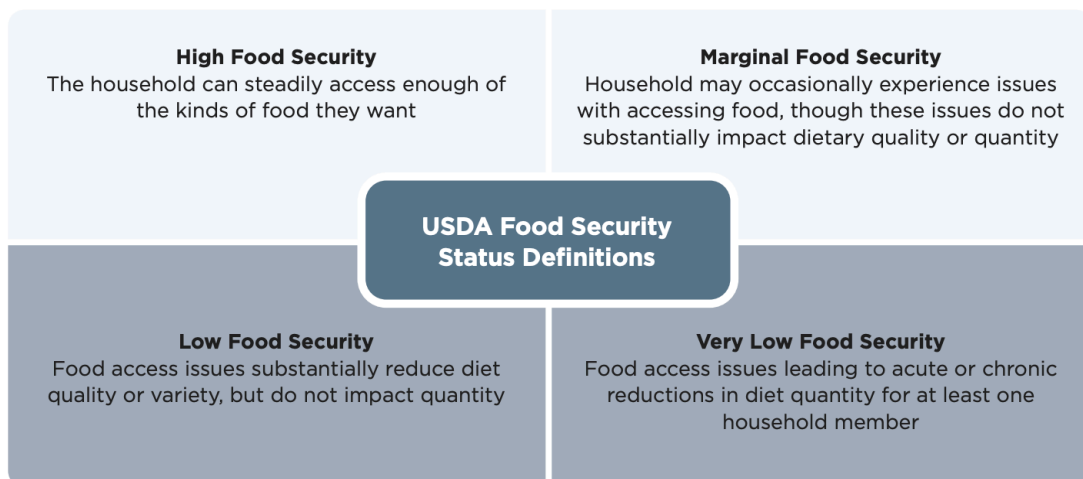 High Food Security
The household can steadily access enough of
the kinds of food they want
Marginal Food Security
Household may occasionally experience issues
with accessing food, though these issues do not
substantially impact dietary quality or quantity
USDA Food Security
Status Definitions
Low Food Security
Food access issues substantially reduce diet
quality or variety, but do not impact quantity
Very Low Food Security
Food access issues leading to acute or chronic
reductions in diet quantity for at least one
household member